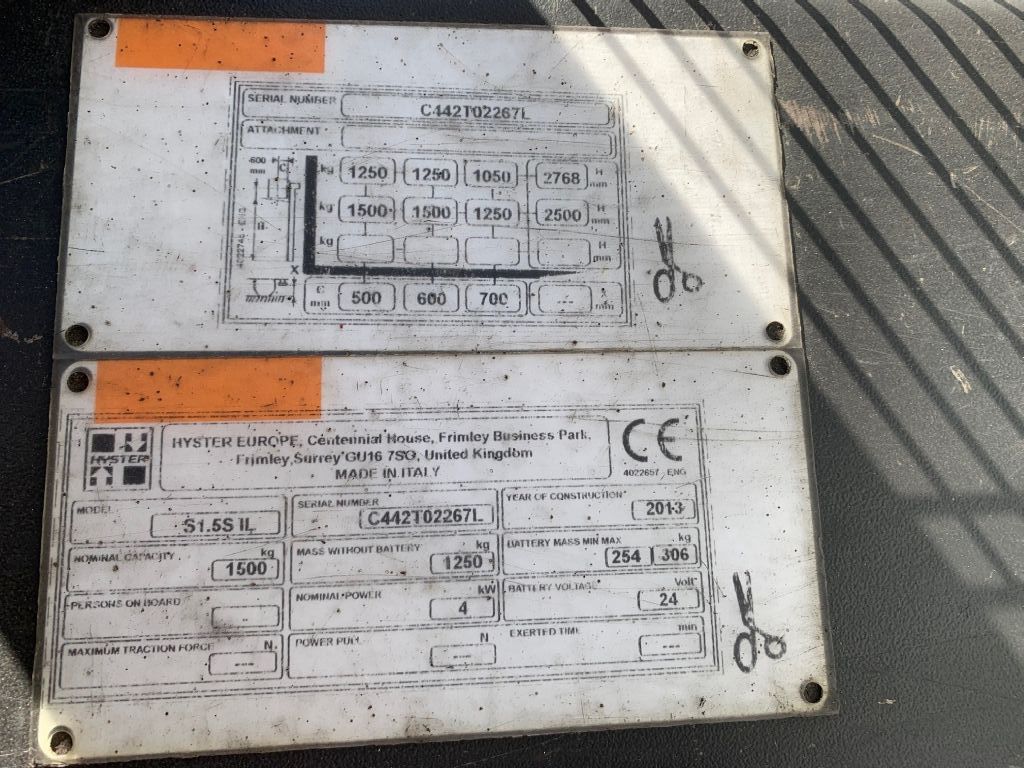 SERIAL NUMBER C442T02267L
ATTACHMENT
600 mm C kg 1250 1250 1050 2768 H mm
H kg 1500 1500 1250 2500 H mm
kg H mm
X
C mm 500 600 700 --- X mm
HYSTER
HYSTER EUROPE, Centennial House, Frimley Business Park,
Frimley, Surrey GU16 7SG, United Kingdom
MADE IN ITALY
CE
4022657 - ENG
MODEL S1.5S IL
SERIAL NUMBER C442T02267L
YEAR OF CONSTRUCTION 2013
NOMINAL CAPACITY kg 1500
MASS WITHOUT BATTERY kg 1250
BATTERY MASS MIN MAX kg 254 306
PERSONS ON BOARD --
NOMINAL POWER kW 4
BATTERY VOLTAGE Volt 24
MAXIMUM TRACTION FORCE N ---
POWER PULL N ---
EXERTED TIME min ---